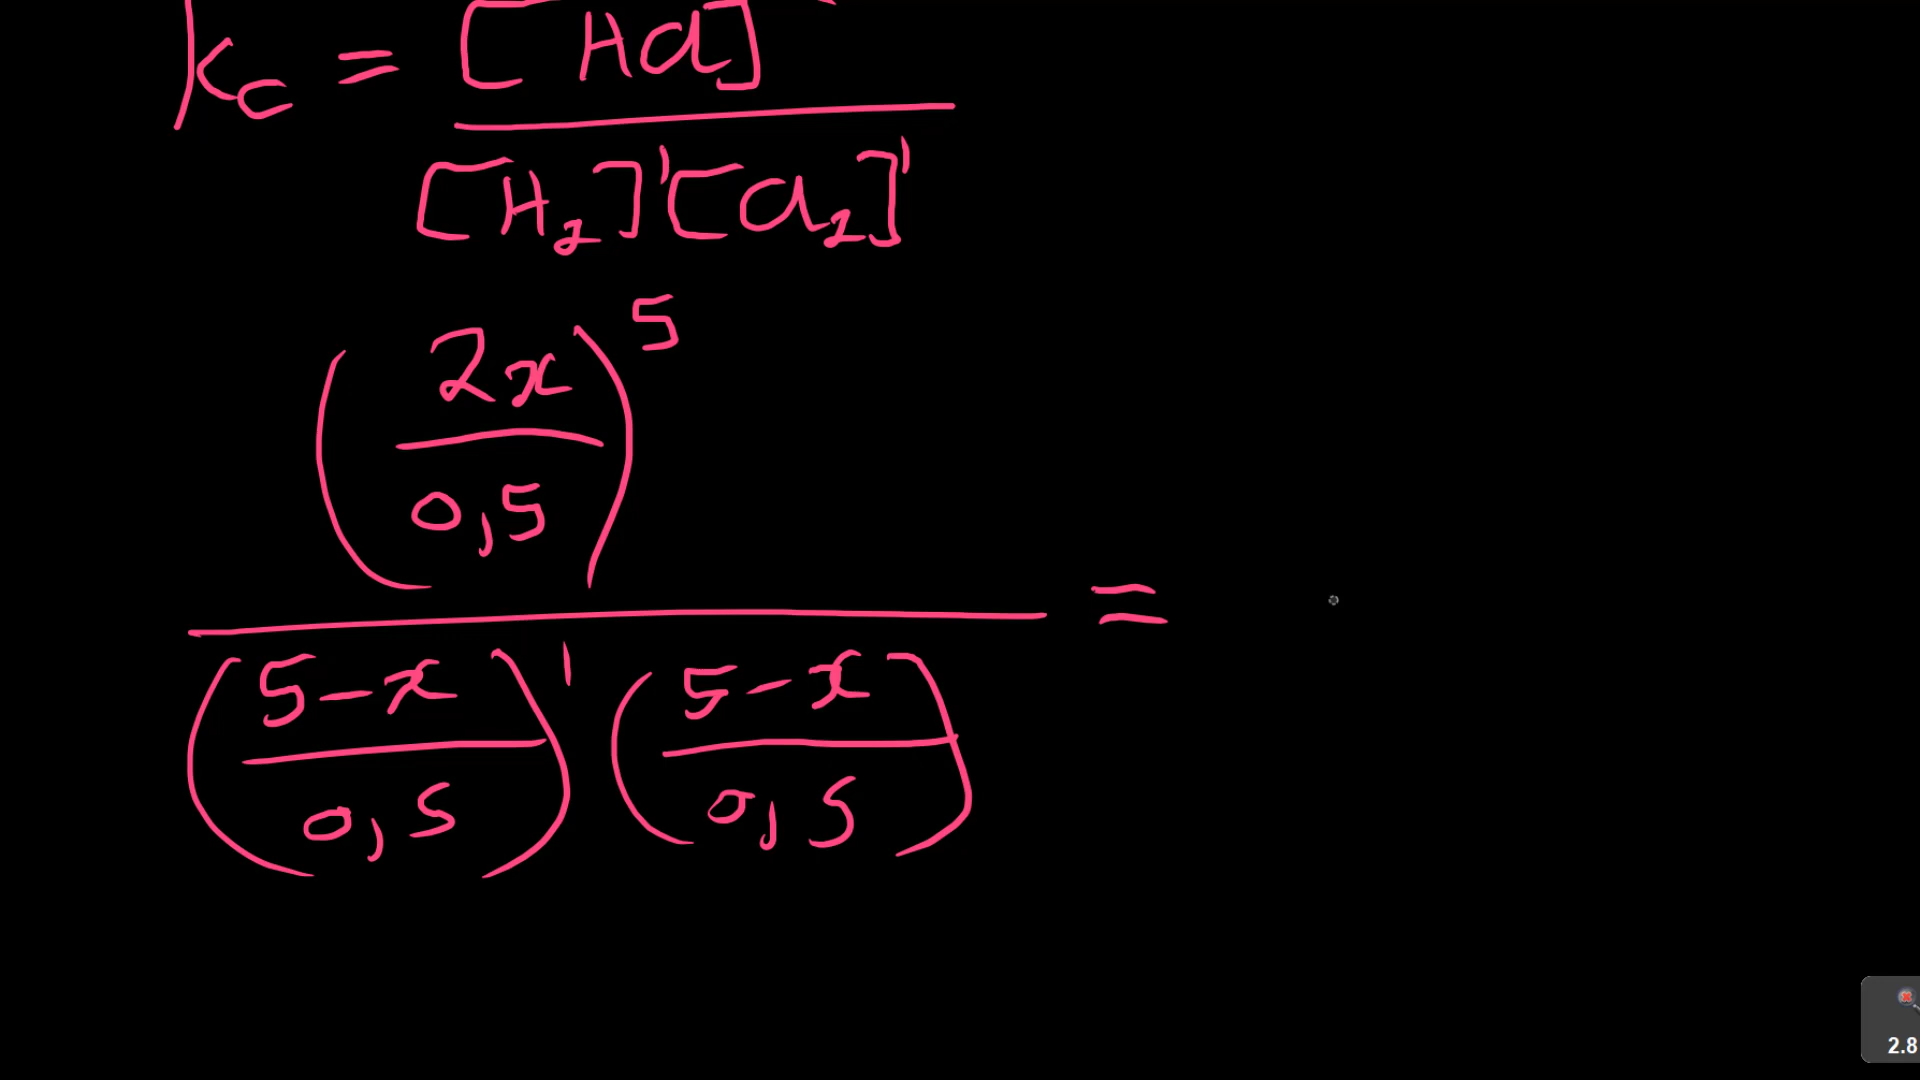 Kc = [HCl]
[H₂]¹[Cl₂]¹
(2x / 0,5)⁵
(5-x / 0,5)¹ (5-x / 0,5) =
2.8